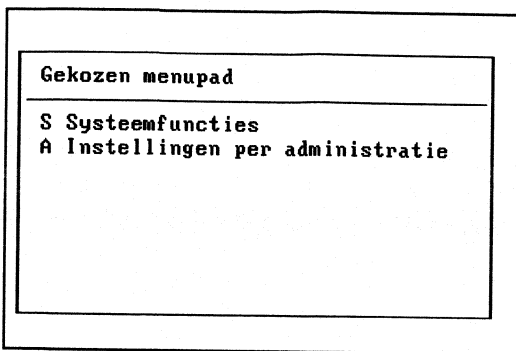 Gekozen menupad
S Systeemfuncties
A Instellingen per administratie